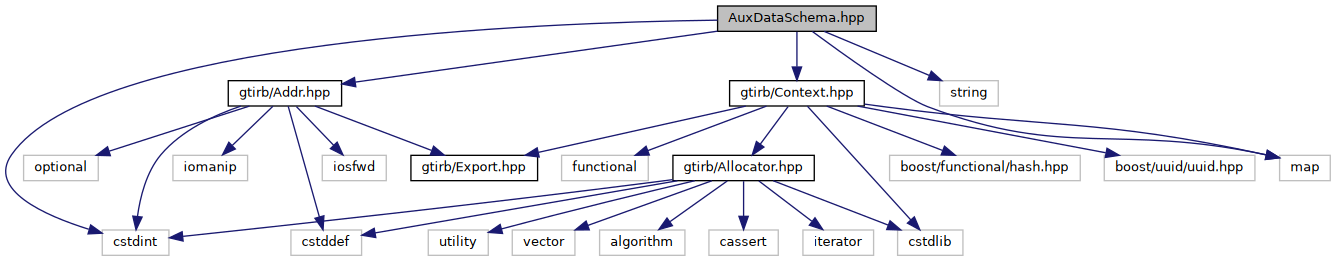 AuxDataSchema.hpp
gtirb/Addr.hpp
gtirb/Context.hpp
string
optional
iomanip
iosfwd
gtirb/Export.hpp
functional
gtirb/Allocator.hpp
boost/functional/hash.hpp
boost/uuid/uuid.hpp
map
cstdint
cstddef
utility
vector
algorithm
cassert
iterator
cstdlib